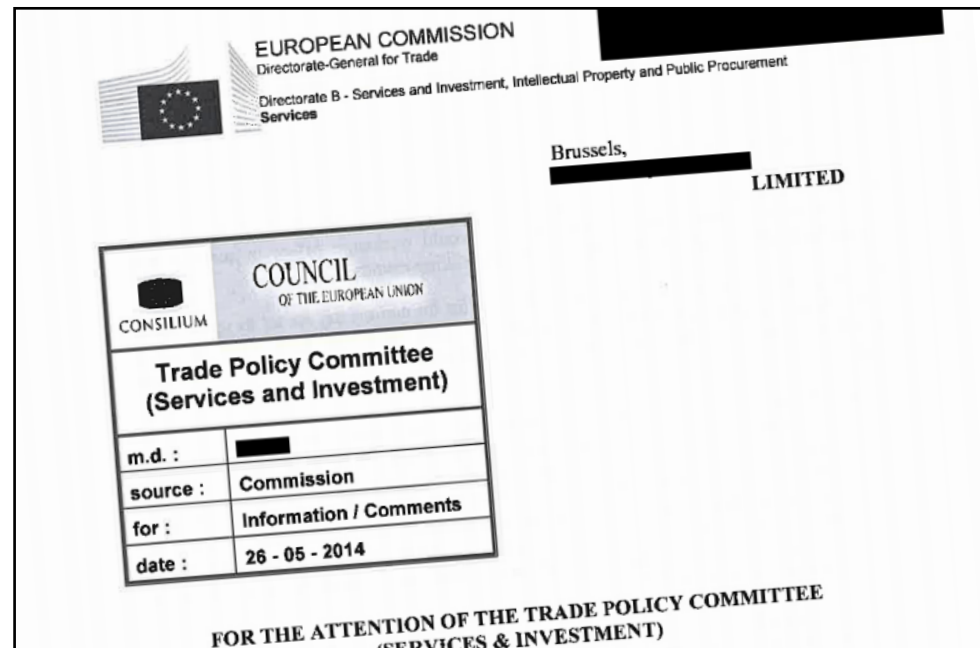 EUROPEAN COMMISSION
Directorate-General for Trade
Directorate B - Services and Investment, Intellectual Property and Public Procurement
Services
Brussels,
LIMITED
CONSILIUM
COUNCIL
OF THE EUROPEAN UNION
Trade Policy Committee
(Services and Investment)
m.d. :
source : Commission
for : Information / Comments
date : 26 - 05 - 2014
FOR THE ATTENTION OF THE TRADE POLICY COMMITTEE
(SERVICES & INVESTMENT)